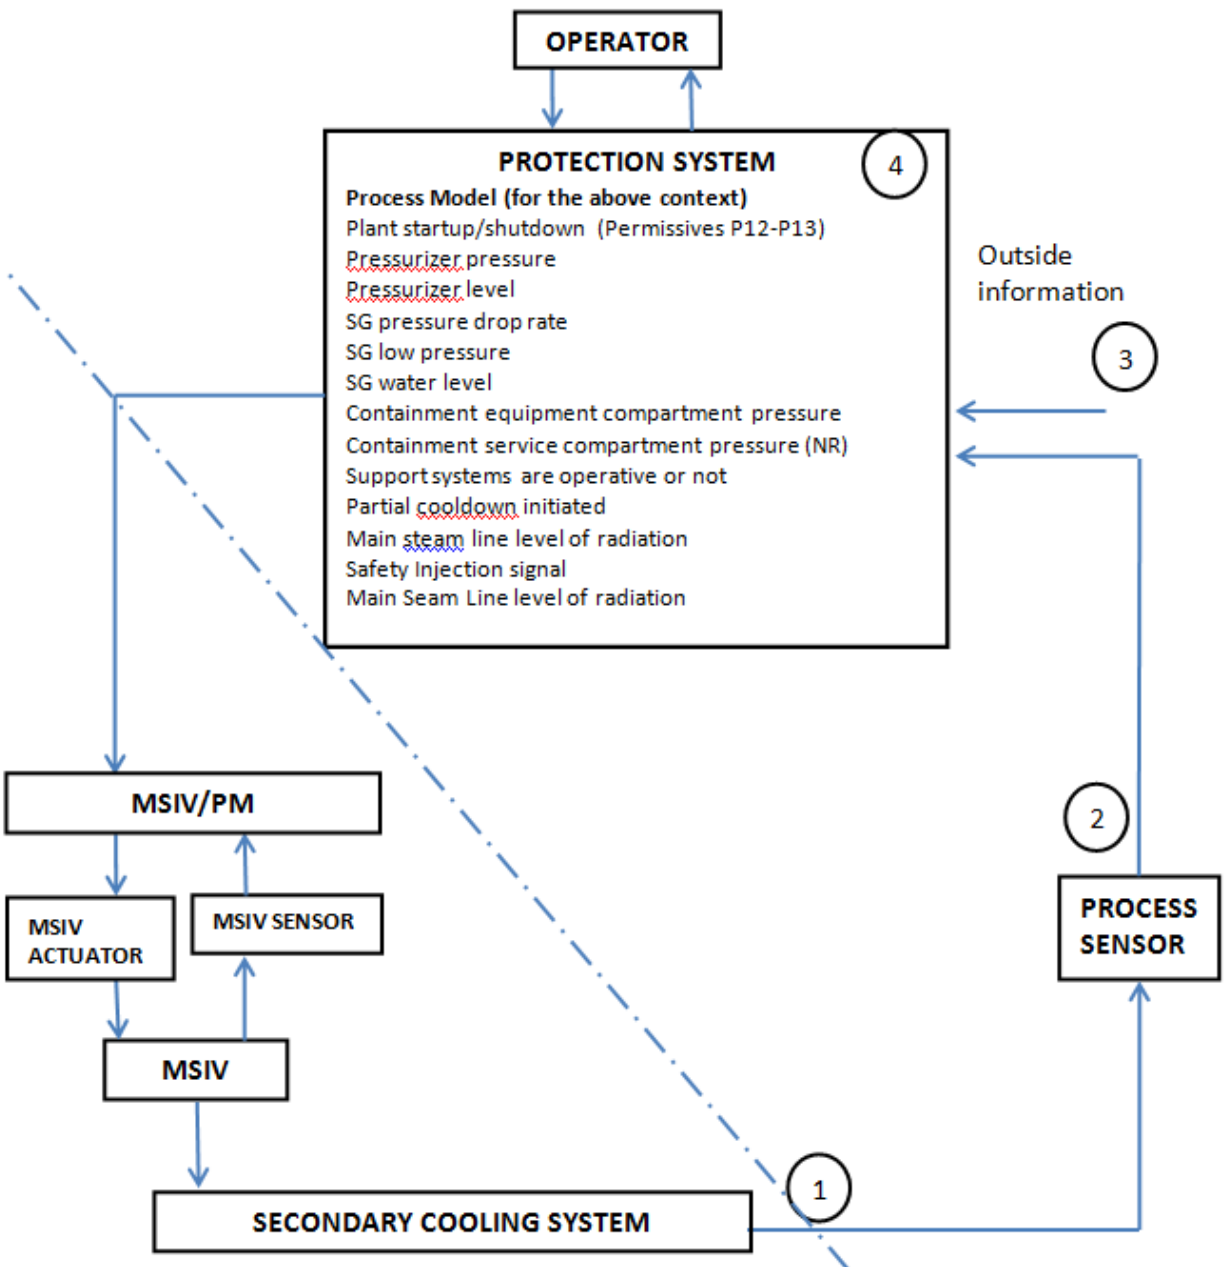 OPERATOR
PROTECTION SYSTEM
4
Process Model (for the above context)
Plant startup/shutdown (Permissives P12-P13)
Pressurizer pressure
Pressurizer level
SG pressure drop rate
SG low pressure
SG water level
Containment equipment compartment pressure
Containment service compartment pressure (NR)
Support systems are operative or not
Partial cooldown initiated
Main steam line level of radiation
Safety Injection signal
Main Seam Line level of radiation
Outside
information
3
MSIV/PM
2
MSIV
ACTUATOR
MSIV SENSOR
PROCESS
SENSOR
MSIV
1
SECONDARY COOLING SYSTEM